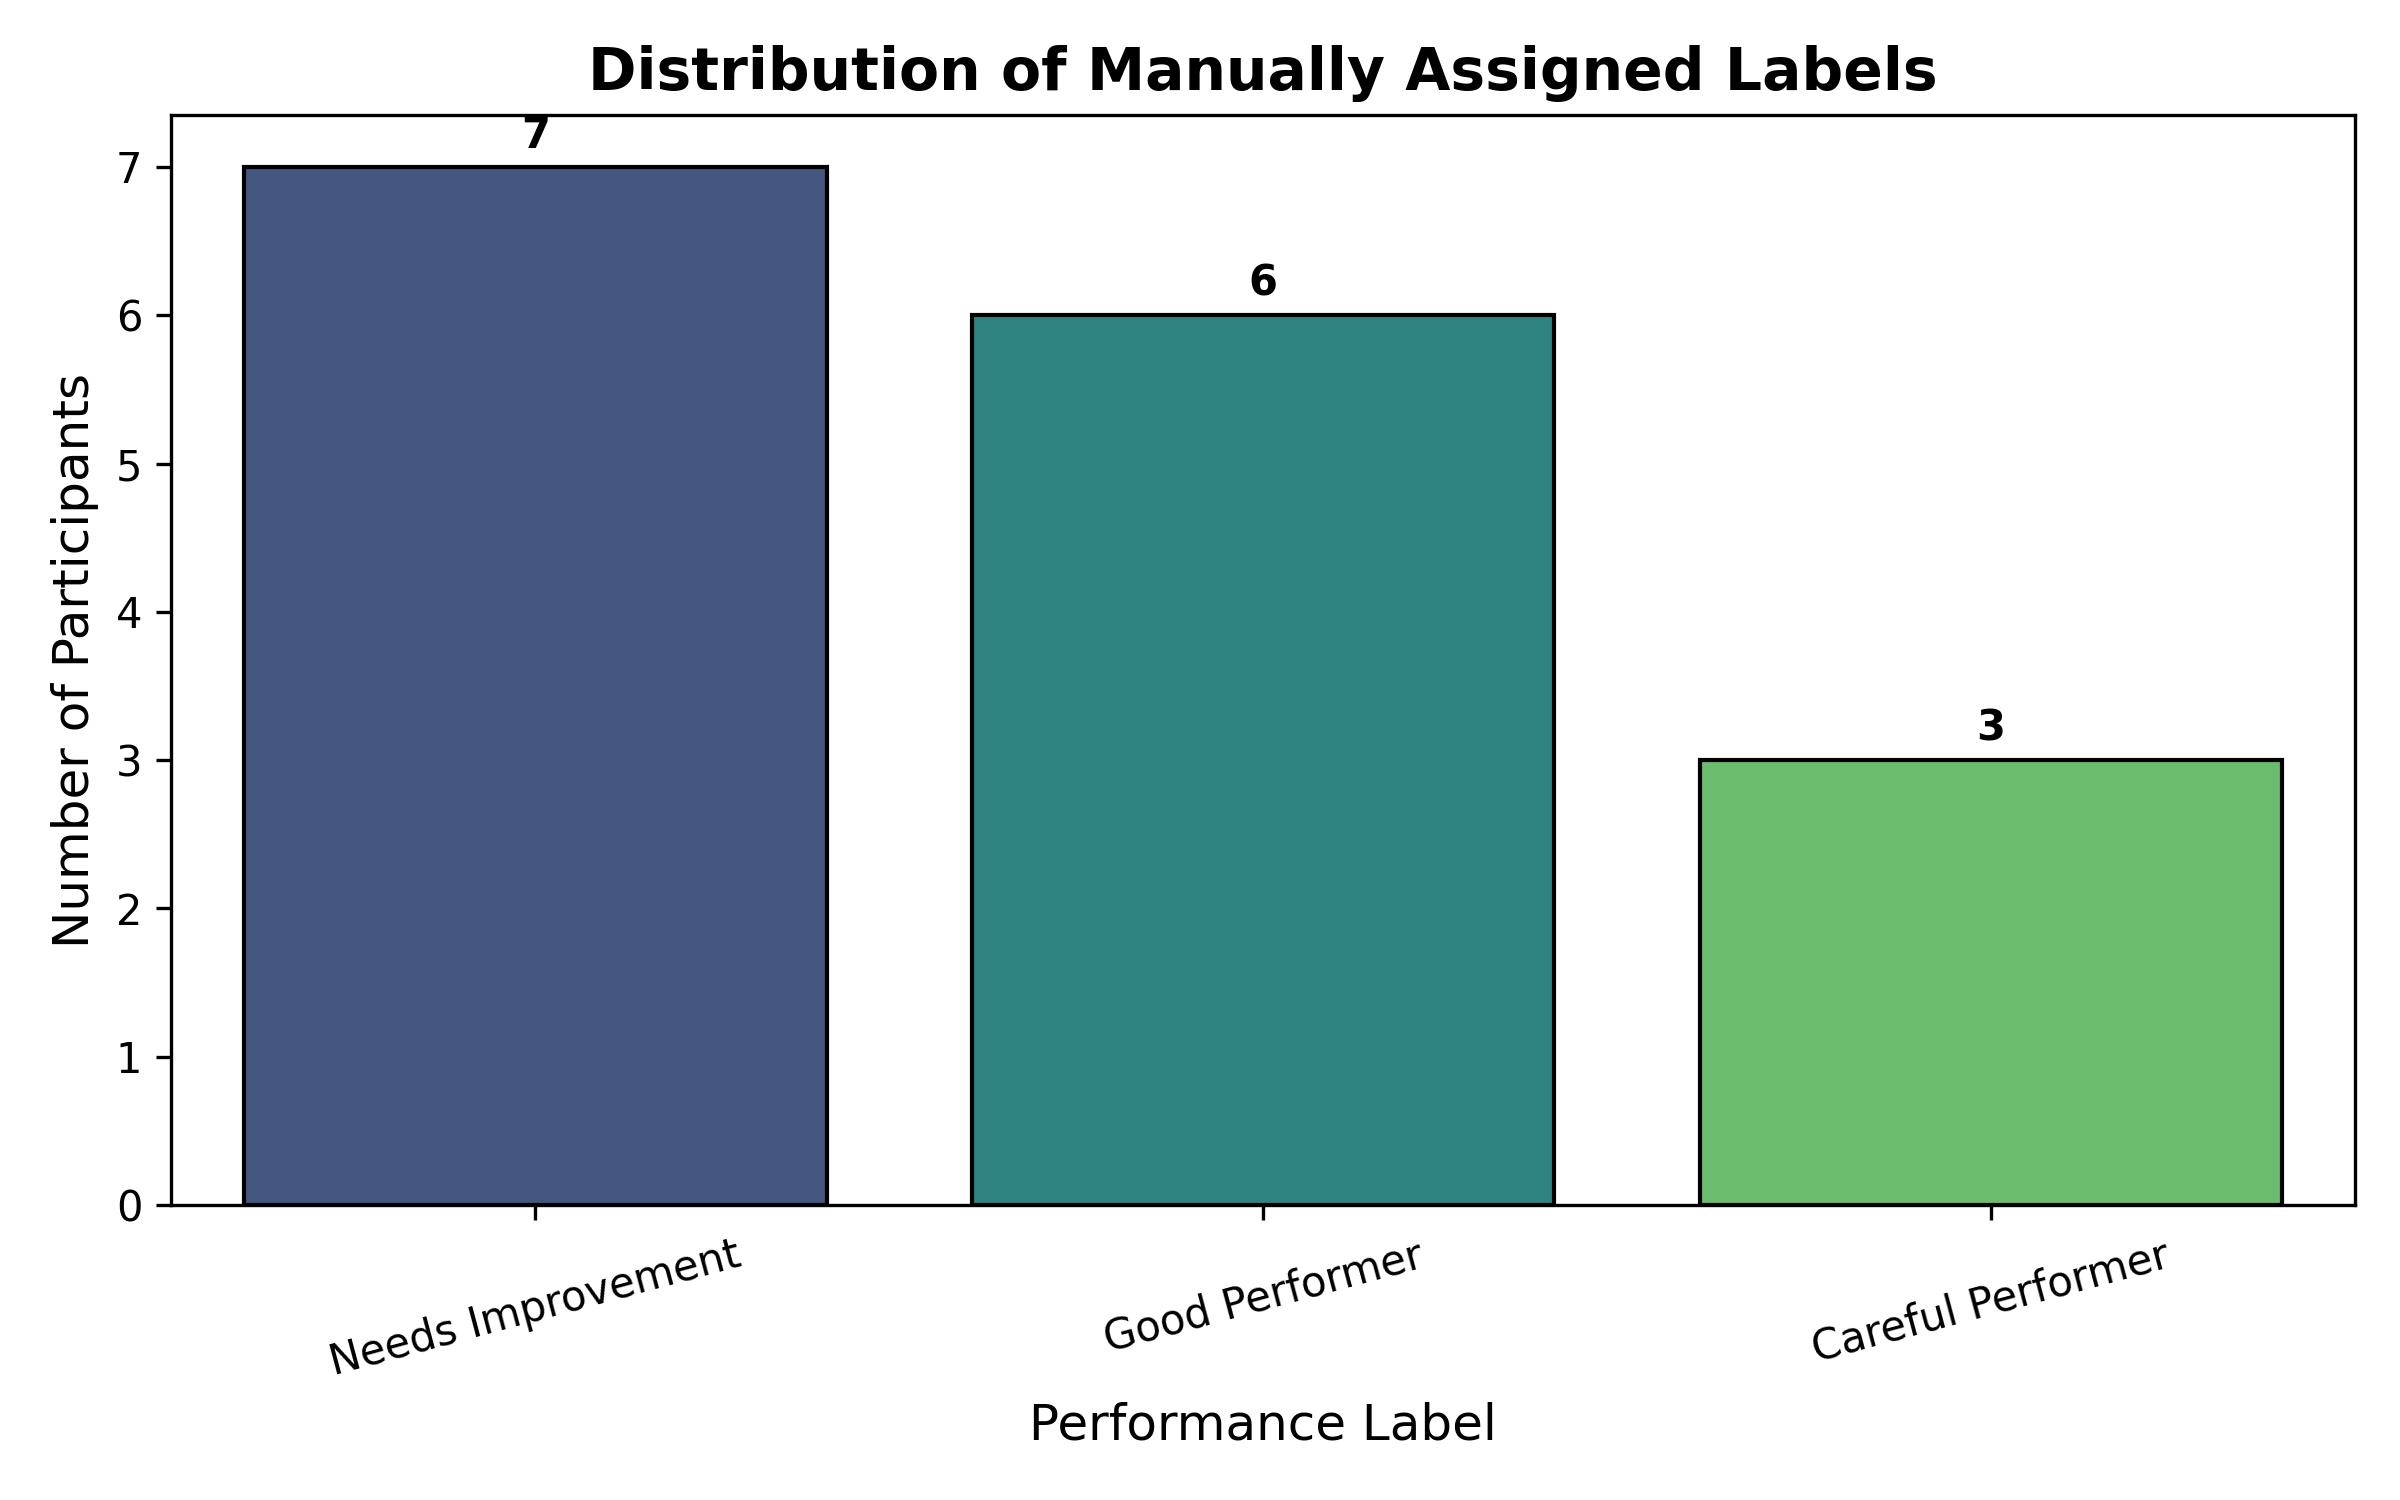 Distribution of Manually Assigned Labels
7
6
3
7
6
5
4
3
2
1
0
Number of Participants
Needs Improvement
Good Performer
Careful Performer
Performance Label